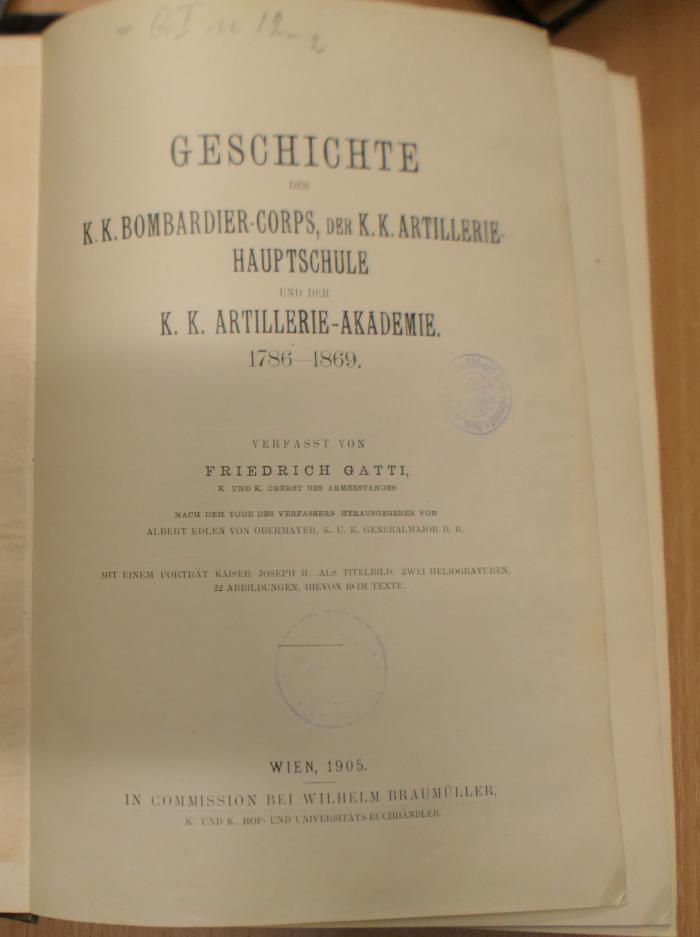 GESCHICHTE
DES
K. K. BOMBARDIER-CORPS, DER K. K. ARTILLERIE-
HAUPTSCHULE
UND DER
K. K. ARTILLERIE-AKADEMIE.
1786—1869.
VERFASST VON
FRIEDRICH GATTI,
K. UND K. OBERST DES ARMEESTANDES
NACH DEM TODE DES VERFASSERS HERAUSGEGEBEN VON
ALBERT EDLEN VON OBERMAYER, K. U. K. GENERALMAJOR D. R.
MIT EINEM PORTRÄT KAISER JOSEPH II. ALS TITELBILD, ZWEI HELIOGRAVUREN,
22 ABBILDUNGEN, HIEVON 19 IM TEXTE.
WIEN, 1905.
IN COMMISSION BEI WILHELM BRAUMÜLLER,
K. UND K. HOF- UND UNIVERSITÄTS-BUCHHÄNDLER.